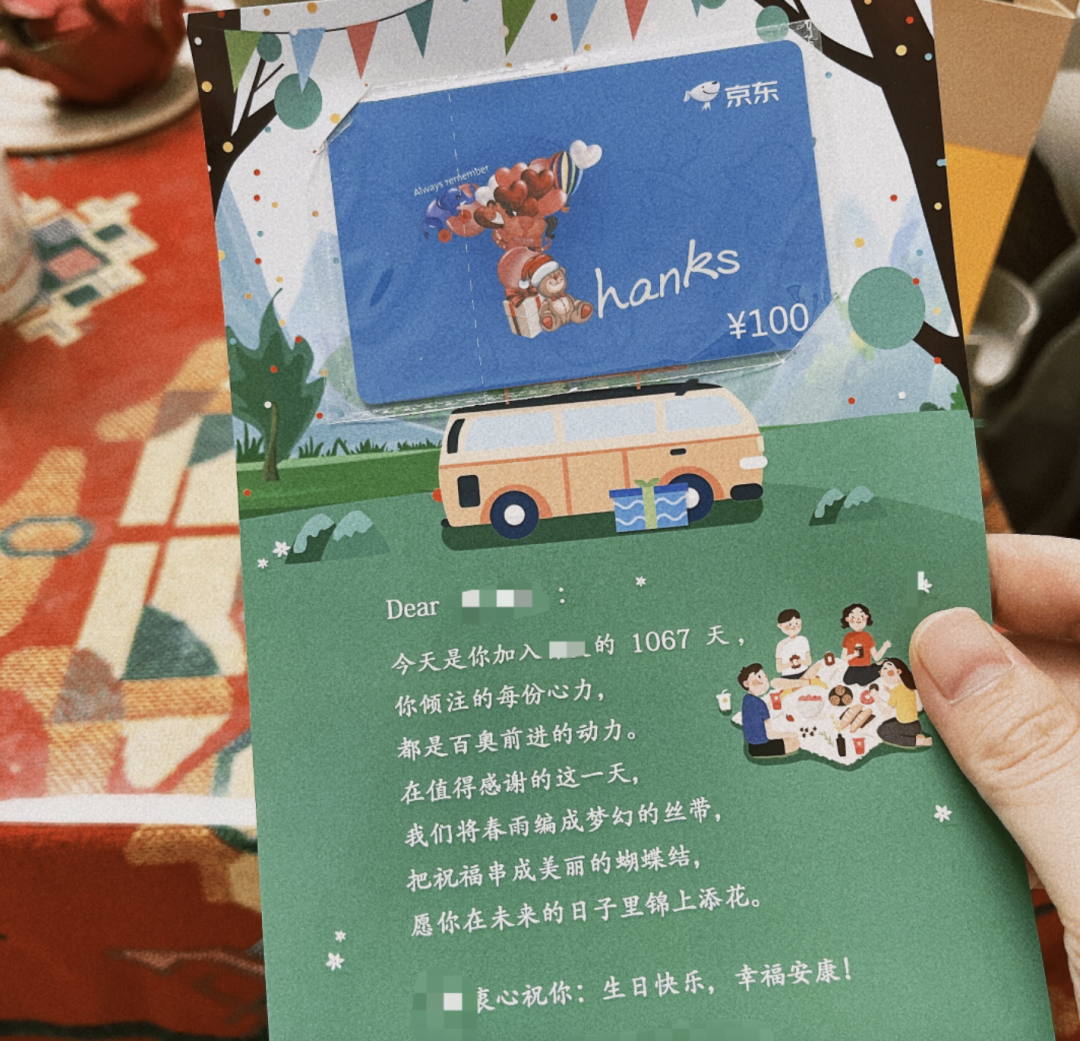 京东
Always remember
Thanks
¥100
Dear :
今天是你加入 的 1067 天,
你倾注的每份心力,
都是百奥前进的动力。
在值得感谢的这一天,
我们将春雨编成梦幻的丝带,
把祝福串成美丽的蝴蝶结,
愿你在未来的日子里锦上添花。
衷心祝你: 生日快乐, 幸福安康!